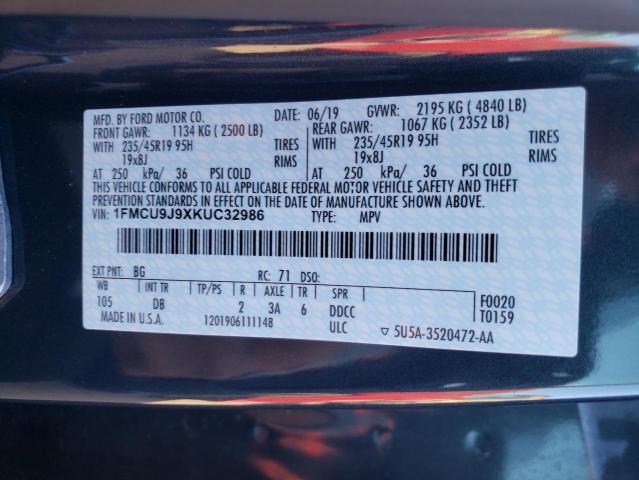 MFD. BY FORD MOTOR CO. DATE: 06/19 GVWR: 2195 KG ( 4840 LB)
FRONT GAWR: 1134 KG ( 2500 LB) REAR GAWR: 1067 KG ( 2352 LB)
WITH 235/45R19 95H TIRES WITH 235/45R19 95H TIRES
19x8J RIMS 19x8J RIMS
AT 250 kPa/ 36 PSI COLD AT 250 kPa/ 36 PSI COLD
THIS VEHICLE CONFORMS TO ALL APPLICABLE FEDERAL MOTOR VEHICLE SAFETY AND THEFT
PREVENTION STANDARDS IN EFFECT ON THE DATE OF MANUFACTURE SHOWN ABOVE.
VIN: 1FMCU9J9XKUC32986 TYPE: MPV
EXT PNT: BG RC: 71 DSO:
WB INT TR TP/PS R AXLE TR SPR F0020
105 DB 2 3A 6 DDCC T0159
MADE IN U.S.A. 1201906111148 ULC ▽ 5U5A-3520472-AA